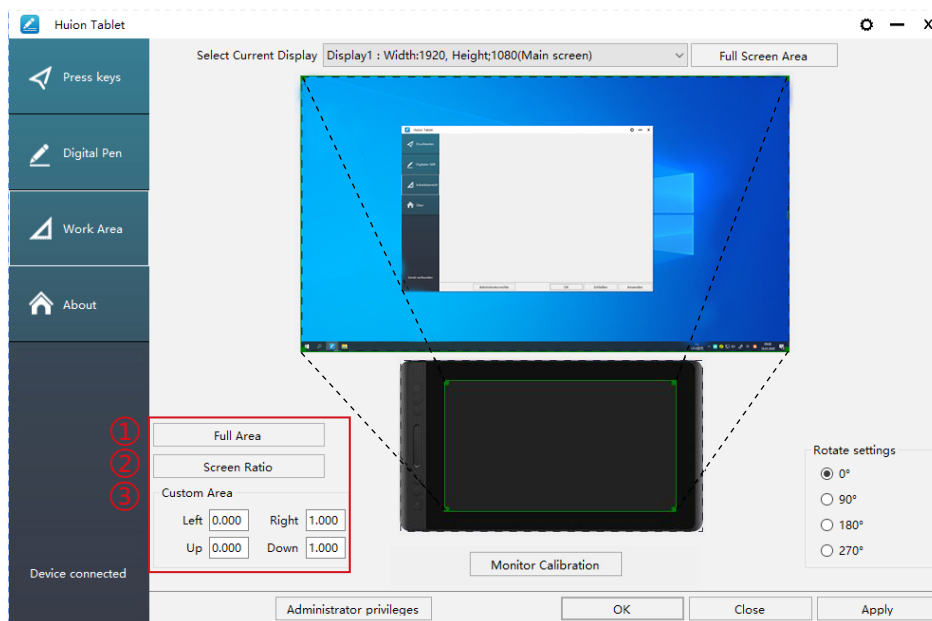 Huion Tablet
Select Current Display Display1 : Width:1920, Height;1080(Main screen) Full Screen Area
Press keys
Digital Pen
Work Area
About
Huion Tablet
① Full Area
② Screen Ratio
③ Custom Area
Left 0.000 Right 1.000
Up 0.000 Down 1.000
Rotate settings
0°
90°
180°
270°
Device connected
Monitor Calibration
Administrator privileges OK Close Apply